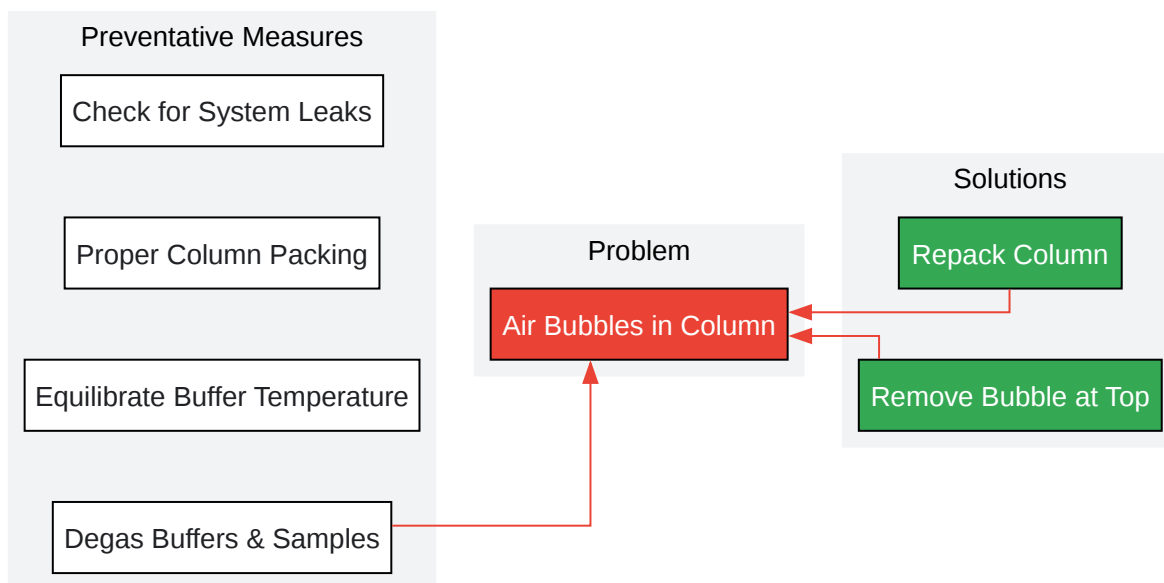 Preventative Measures
Check for System Leaks
Proper Column Packing
Equilibrate Buffer Temperature
Degas Buffers & Samples
Problem
Air Bubbles in Column
Solutions
Repack Column
Remove Bubble at Top